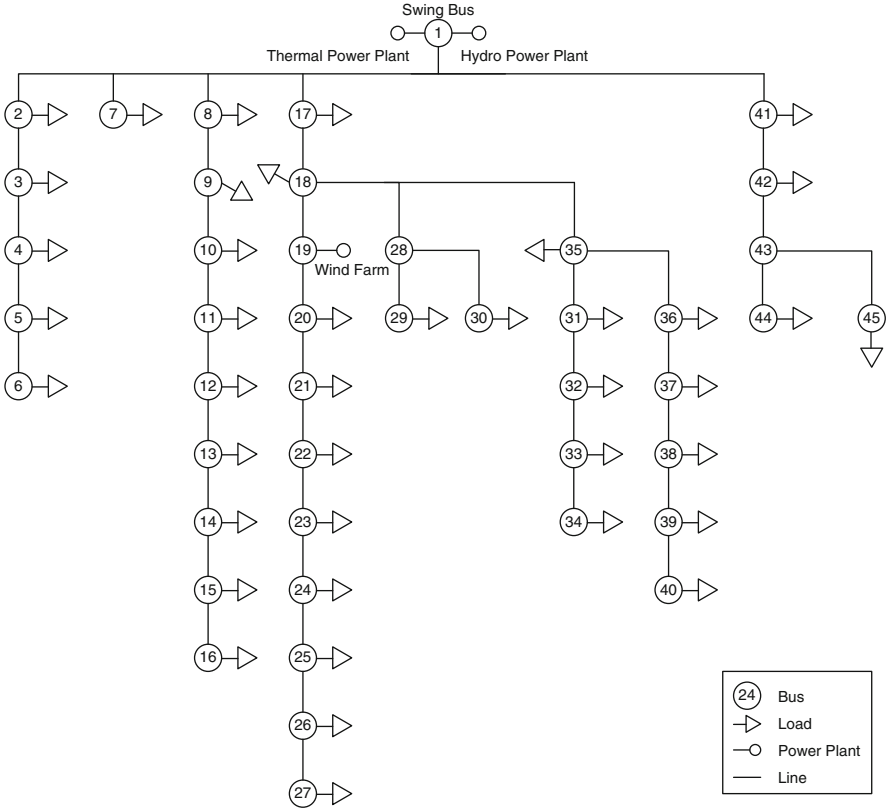 Swing Bus
1
Thermal Power Plant Hydro Power Plant
2 7 8 17 41
3 9 18 42
4 10 19 28 35 43
Wind Farm
5 11 20 29 30 31 36 44 45
6 12 21 32 37
13 22 33 38
14 23 34 39
15 24 40
16 25
24 Bus
26 Load
Power Plant
Line
27